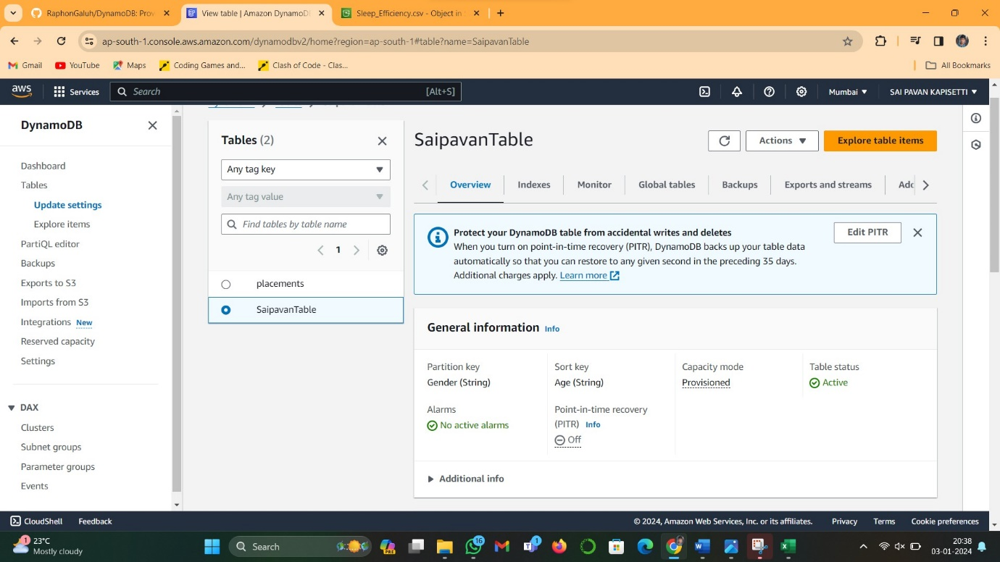 RaphonGaluh/DynamoDB: Prov
View table | Amazon DynamoDB
Sleep_Efficiency.csv - Object in
ap-south-1.console.aws.amazon.com/dynamodbv2/home?region=ap-south-1#table?name=SaipavanTable
Gmail
YouTube
Maps
Coding Games and...
Clash of Code - Clas...
All Bookmarks
aws
Services
Search
[Alt+S]
Mumbai
SAI PAVAN KAPISETTI
DynamoDB
Dashboard
Tables
Update settings
Explore items
PartiQL editor
Backups
Exports to S3
Imports from S3
Integrations New
Reserved capacity
Settings
DAX
Clusters
Subnet groups
Parameter groups
Events
Tables (2)
Any tag key
Any tag value
Find tables by table name
1
placements
SaipavanTable
SaipavanTable
Actions
Explore table items
Overview
Indexes
Monitor
Global tables
Backups
Exports and streams
Protect your DynamoDB table from accidental writes and deletes
When you turn on point-in-time recovery (PITR), DynamoDB backs up your table data
automatically so that you can restore to any given second in the preceding 35 days.
Additional charges apply. Learn more
Edit PITR
General information Info
Partition key
Gender (String)
Sort key
Age (String)
Capacity mode
Provisioned
Table status
Active
Alarms
No active alarms
Point-in-time recovery
(PITR) Info
Off
Additional info
CloudShell
Feedback
© 2024, Amazon Web Services, Inc. or its affiliates.
Privacy
Terms
Cookie preferences
1
23°C
Mostly cloudy
Search
PRE
16
1
20:38
03-01-2024